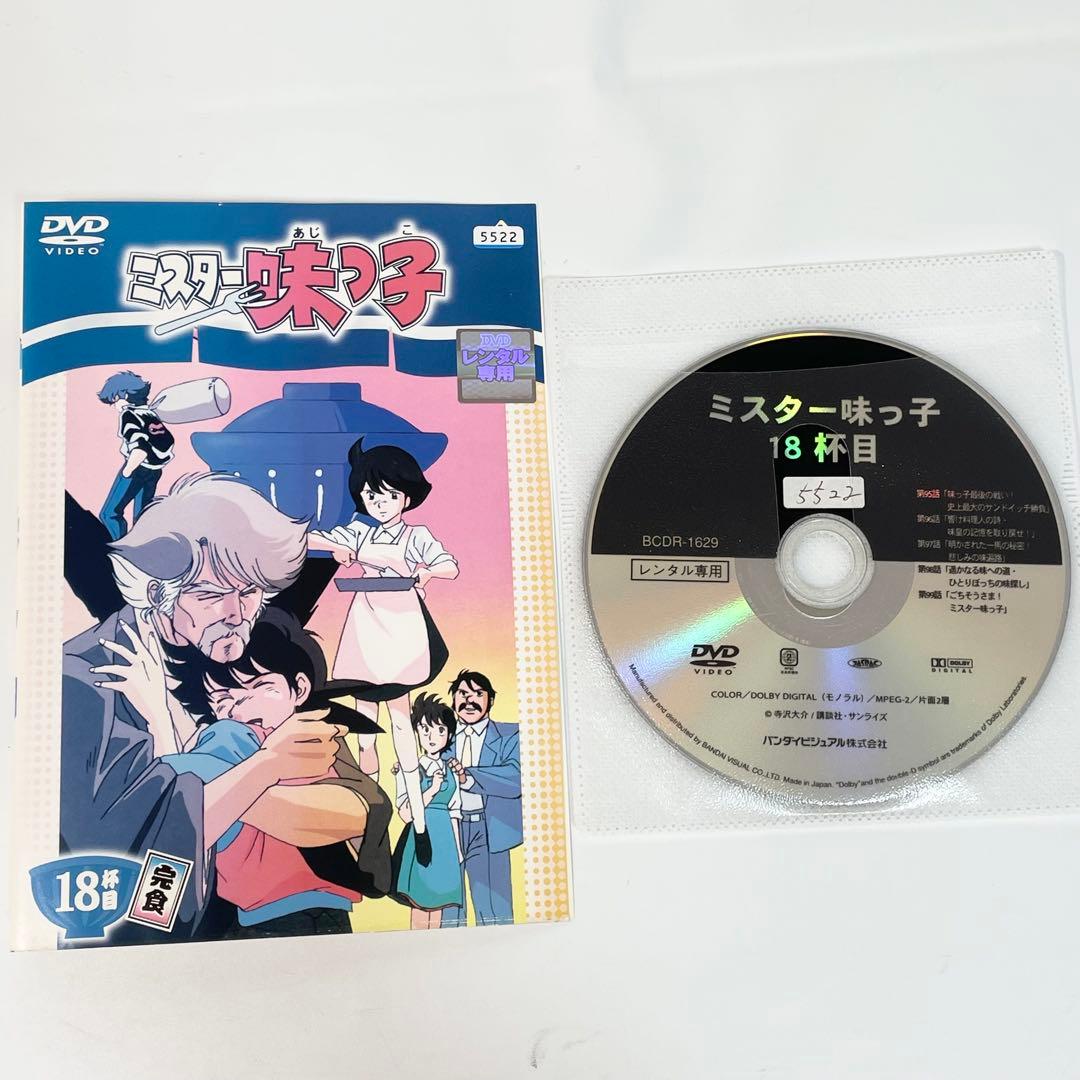 DVD
VIDEO
あじ こ
ミスター味っ子
5522
DVD
レンタル
専用
18杯目
完食
ミスター味っ子
18杯目
5522
BCDR-1629
レンタル専用
第95話「味っ子最後の戦い!
史上最大のサンドイッチ勝負」
第96話「響け料理人の詩・
味皇の記憶を取り戻せ!」
第97話「明かされた一馬の秘密!
悲しみの味遍路」
第98話「遥かなる味への道・
ひとりぼっちの味探し」
第99話「ごちそうさま!
ミスター味っ子」
DVD
VIDEO
DOLBY
DIGITAL
COLOR/DOLBY DIGITAL(モノラル)/MPEG-2/片面2層
©寺沢大介/講談社・サンライズ
バンダイビジュアル株式会社
Manufactured and distributed by BANDAI VISUAL CO.,LTD. Made in Japan. "Dolby"and the double-D symbol are trademarks of Dolby Laboratories.